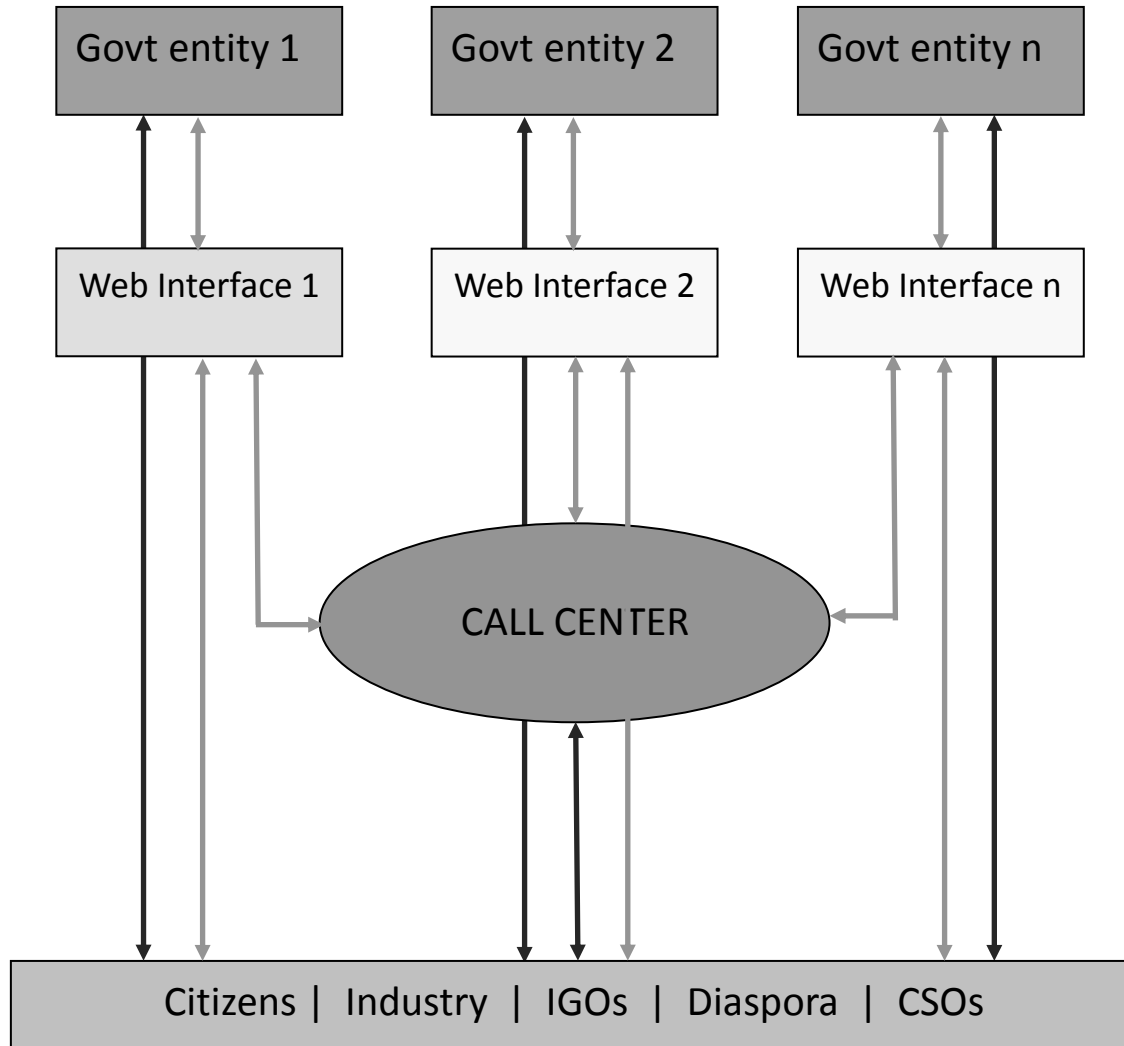 Govt entity 1
Govt entity 2
Govt entity n
Web Interface 1
Web Interface 2
Web Interface n
CALL CENTER
Citizens | Industry | IGOs | Diaspora | CSOs